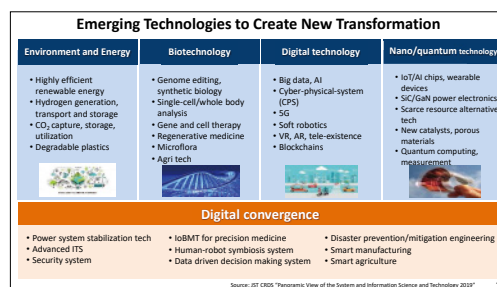 Emerging Technologies to Create New Transformation
Environment and Energy
• Highly efficient
renewable energy
• Hydrogen generation,
transport and storage
• CO₂ capture, storage,
utilization
• Degradable plastics
Biotechnology
• Genome editing,
synthetic biology
• Single-cell/whole body
analysis
• Gene and cell therapy
• Regenerative medicine
• Microflora
• Agri tech
Digital technology
• Big data, AI
• Cyber-physical-system
(CPS)
• 5G
• Soft robotics
• VR, AR, tele-existence
• Blockchains
Nano/quantum technology
• IoT/AI chips, wearable
devices
• SiC/GaN power electronics
• Scarce resource alternative
tech
• New catalysts, porous
materials
• Quantum computing,
measurement
Digital convergence
• Power system stabilization tech
• Advanced ITS
• Security system
• IoBMT for precision medicine
• Human-robot symbiosis system
• Data driven decision making system
• Disaster prevention/mitigation engineering
• Smart manufacturing
• Smart agriculture
Source: JST CRDS "Panoramic View of the System and Information Science and Technology 2019"